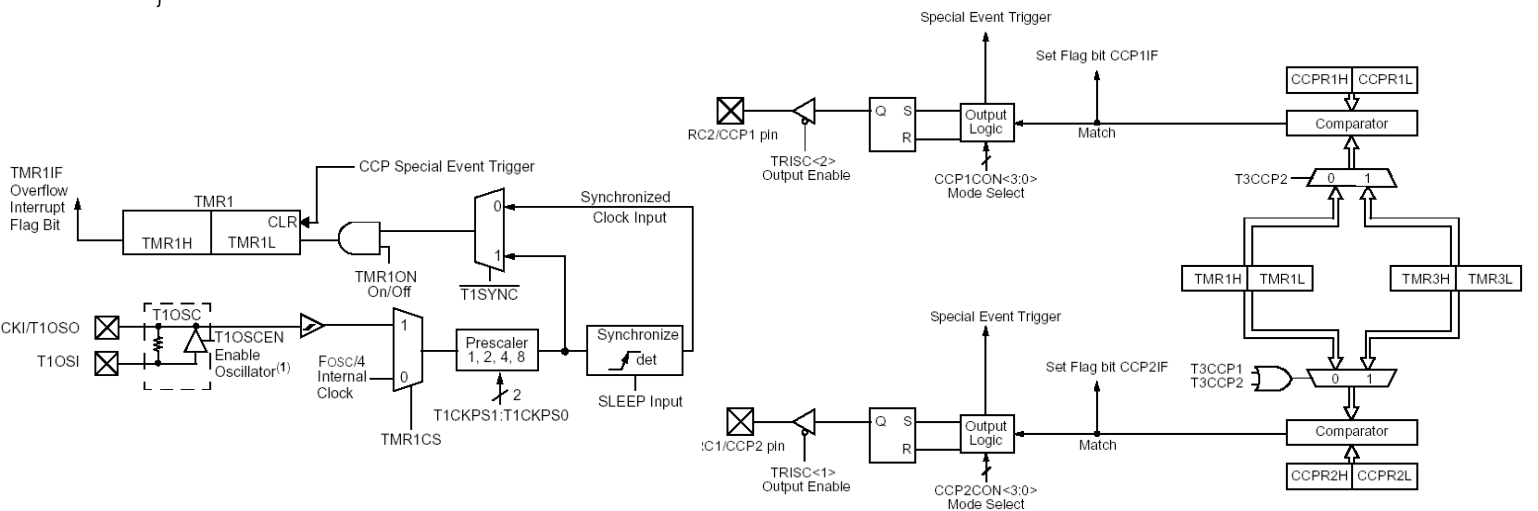 CCP Special Event Trigger
TMR1IF
Overflow
Interrupt
Flag Bit
TMR1
CLR
TMR1H
TMR1L
TMR1ON
On/Off
0
1
T1SYNC
Synchronized
Clock Input
CKI/T1OSO
T1OSI
T1OSC
T1OSCEN
Enable
Oscillator(1)
FOSC/4
Internal
Clock
1
0
TMR1CS
Prescaler
1, 2, 4, 8
2
T1CKPS1:T1CKPS0
Synchronize
det
SLEEP Input
Special Event Trigger
Set Flag bit CCP1IF
CCPR1H CCPR1L
RC2/CCP1 pin
TRISC<2>
Output Enable
Q S
R
Output
Logic
CCP1CON<3:0>
Mode Select
Match
Comparator
T3CCP2
0 1
TMR1H TMR1L
TMR3H TMR3L
Special Event Trigger
Set Flag bit CCP2IF
T3CCP1
T3CCP2
0 1
C1/CCP2 pin
TRISC<1>
Output Enable
Q S
R
Output
Logic
CCP2CON<3:0>
Mode Select
Match
Comparator
CCPR2H CCPR2L